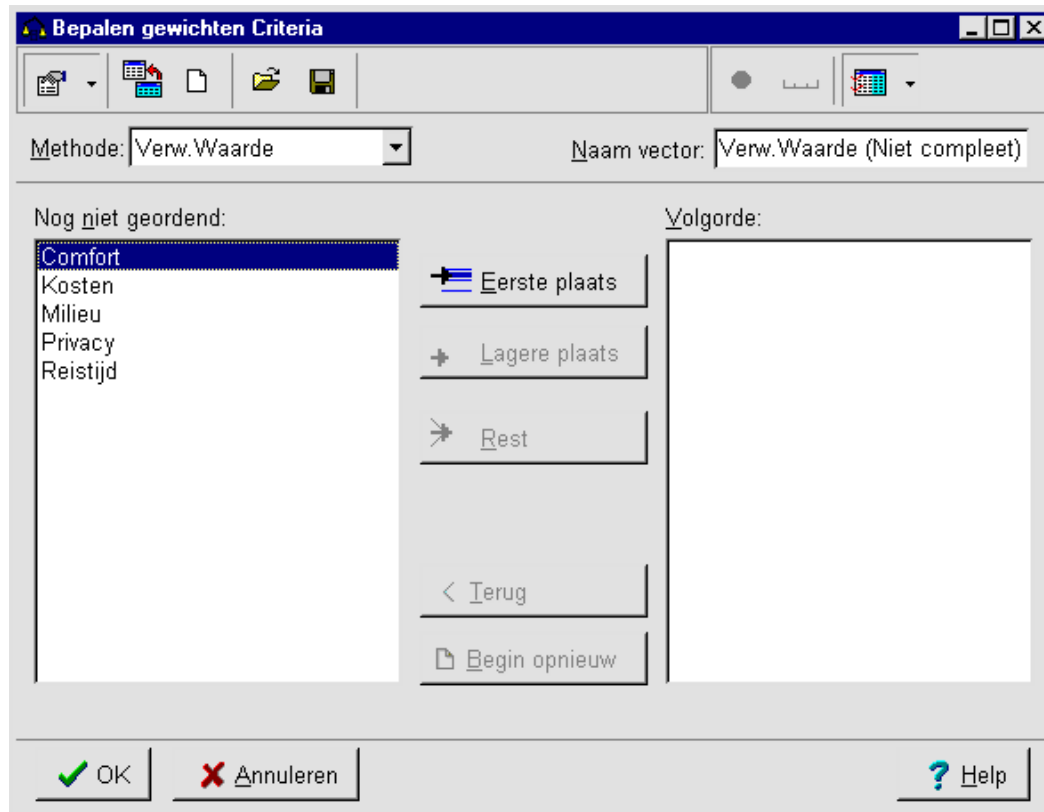 Bepalen gewichten Criteria
Methode: Verw.Waarde
Naam vector: Verw.Waarde (Niet compleet)
Nog niet geordend:
Volgorde:
Comfort
Kosten
Milieu
Privacy
Reistijd
Eerste plaats
Lagere plaats
Rest
< Terug
Begin opnieuw
OK
Annuleren
? Help